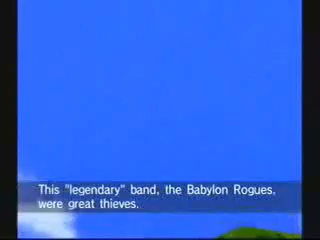 This "legendary" band, the Babylon Rogues,
were great thieves.